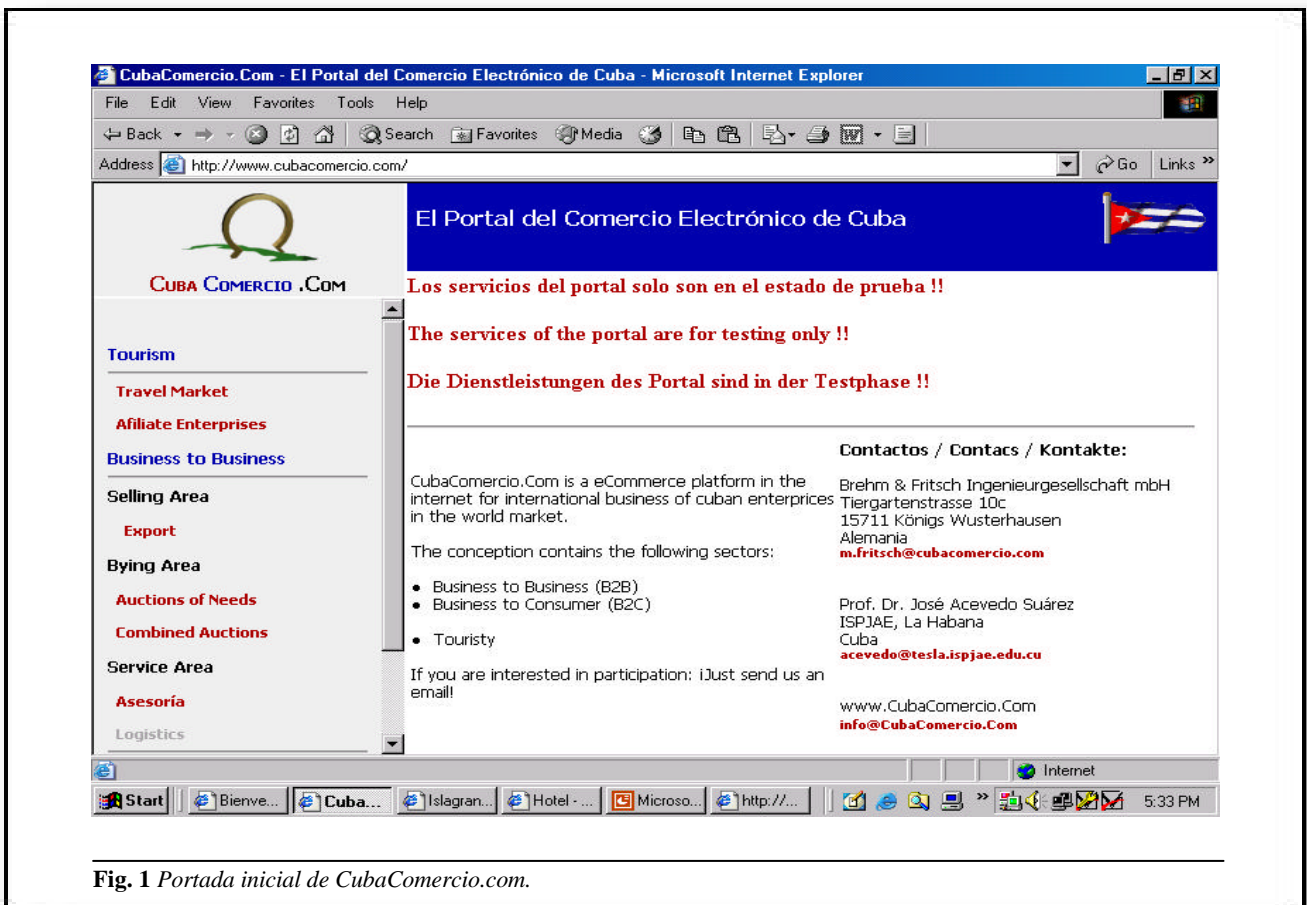 CubaComercio.Com - El Portal del Comercio Electrónico de Cuba - Microsoft Internet Explorer
File Edit View Favorites Tools Help
Back Search Favorites Media
Address http://www.cubacomercio.com/ Go Links »
CUBA COMERCIO .COM
El Portal del Comercio Electrónico de Cuba
Tourism
Travel Market
Afiliate Enterprises
Business to Business
Selling Area
Export
Bying Area
Auctions of Needs
Combined Auctions
Service Area
Asesoría
Logistics
Los servicios del portal solo son en el estado de prueba !!
The services of the portal are for testing only !!
Die Dienstleistungen des Portal sind in der Testphase !!
CubaComercio.Com is a eCommerce platform in the
internet for international business of cuban enterprices
in the world market.
The conception contains the following sectors:
• Business to Business (B2B)
• Business to Consumer (B2C)
• Touristy
If you are interested in participation: ¡Just send us an
email!
Contactos / Contacs / Kontakte:
Brehm & Fritsch Ingenieurgesellschaft mbH
Tiergartenstrasse 10c
15711 Königs Wusterhausen
Alemania
m.fritsch@cubacomercio.com
Prof. Dr. José Acevedo Suárez
ISPJAE, La Habana
Cuba
acevedo@tesla.ispjae.edu.cu
www.CubaComercio.Com
info@CubaComercio.Com
Internet
Start Bienve... Cuba... Islagran... Hotel - ... Microso... http://... » 5:33 PM
Fig. 1 Portada inicial de CubaComercio.com.